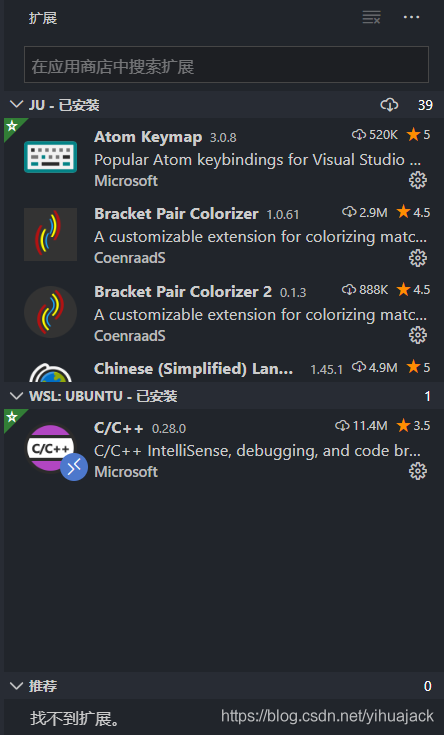 扩展
在应用商店中搜索扩展
JU - 已安装 39
Atom Keymap 3.0.8 520K 5
Popular Atom keybindings for Visual Studio ...
Microsoft
Bracket Pair Colorizer 1.0.61 2.9M 4.5
A customizable extension for colorizing matc...
CoenraadS
Bracket Pair Colorizer 2 0.1.3 888K 4.5
A customizable extension for colorizing matc...
CoenraadS
Chinese (Simplified) Lan... 1.45.1 4.9M 5
WSL: UBUNTU - 已安装 1
C/C++ 0.28.0 11.4M 3.5
C/C++
C/C++ IntelliSense, debugging, and code br...
Microsoft
推荐 0
找不到扩展。
https://blog.csdn.net/yihuajack